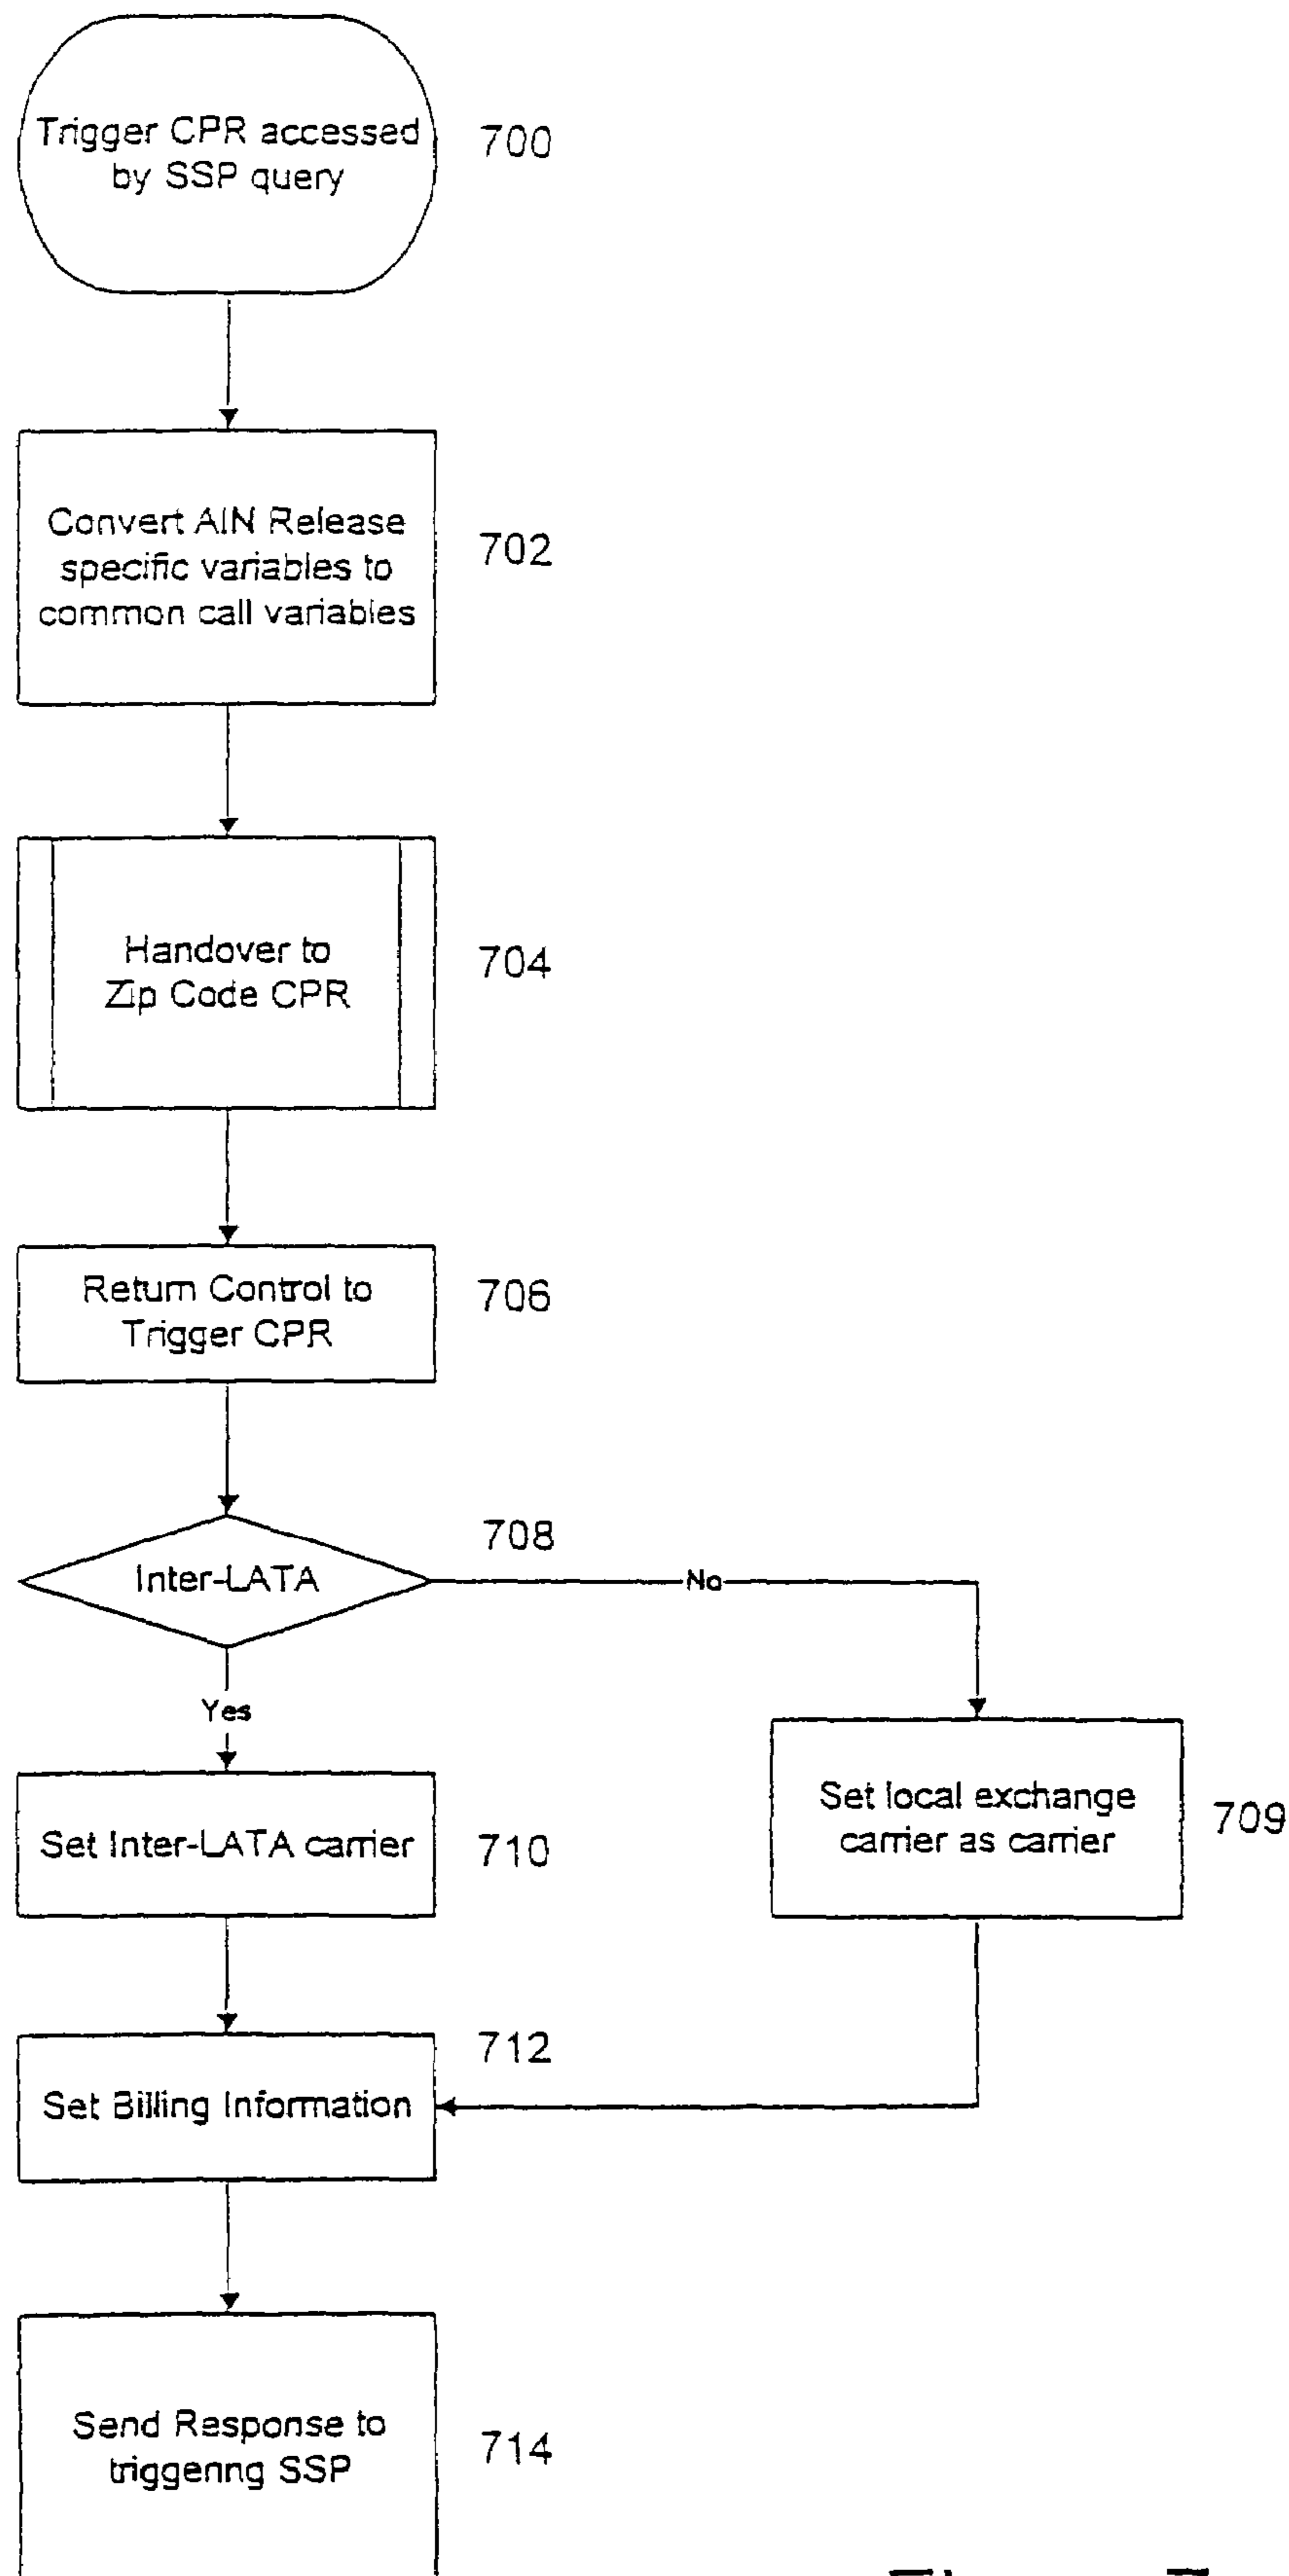 Trigger CPR accessed
by SSP query
700
Convert AIN Release
specific variables to
common call variables
702
Handover to
Zip Code CPR
704
Return Control to
Trigger CPR
706
708
Inter-LATA
No
Yes
Set local exchange
carrier as carrier
709
Set Inter-LATA carrier
710
712
Set Billing Information
Send Response to
triggering SSP
714